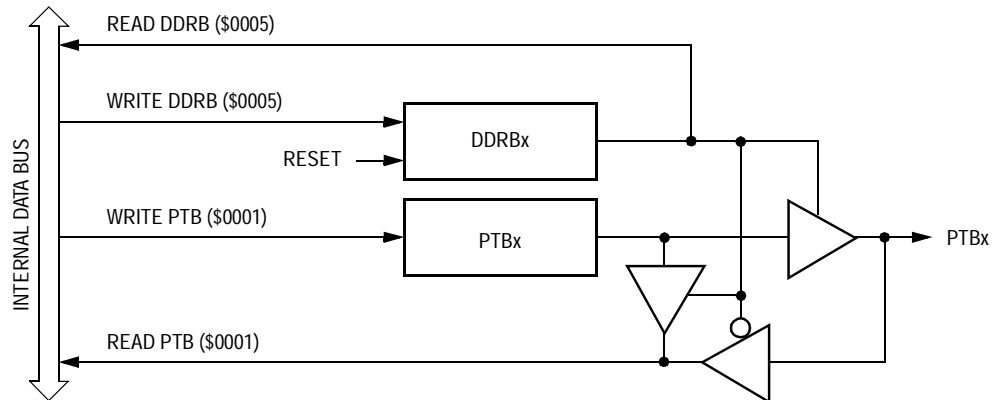 READ DDRB ($0005)
WRITE DDRB ($0005)
DDRBx
RESET
WRITE PTB ($0001)
PTBx
PTBx
INTERNAL DATA BUS
READ PTB ($0001)